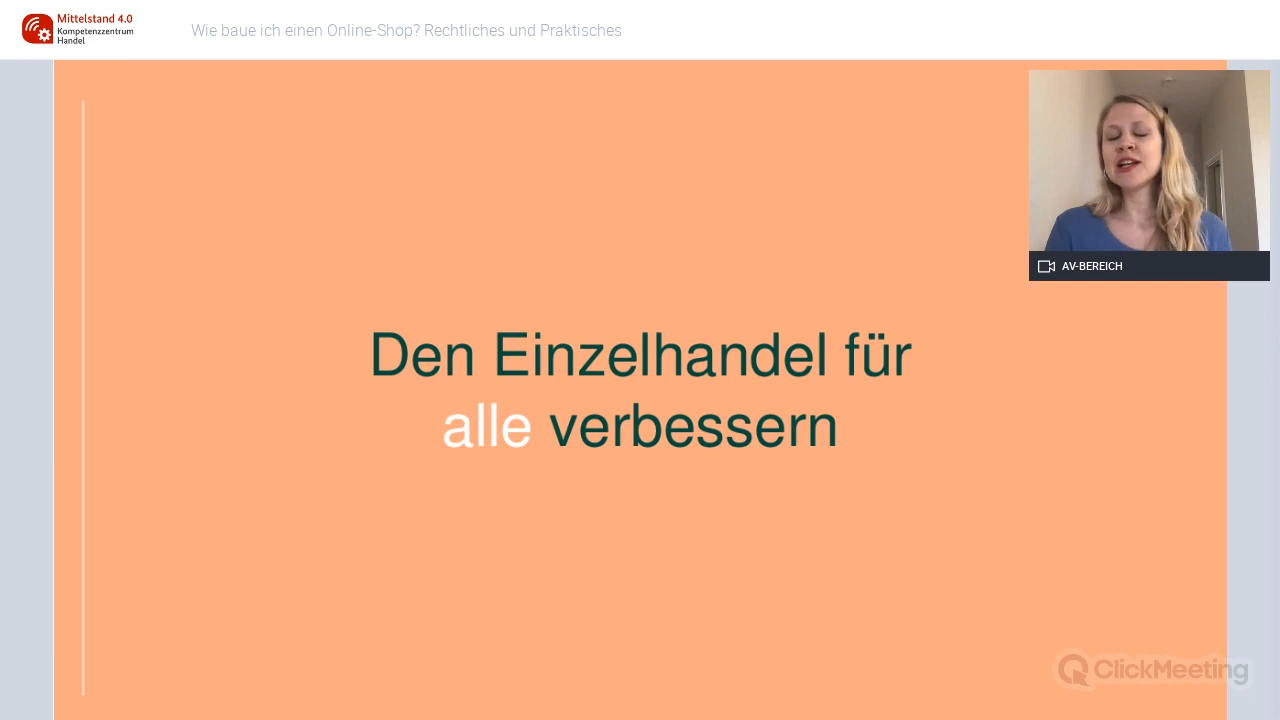 Mittelstand 4.0
Kompetenzzentrum
Handel
Wie baue ich einen Online-Shop? Rechtliches und Praktisches
AV-BEREICH
Den Einzelhandel für
alle verbessern
ClickMeeting